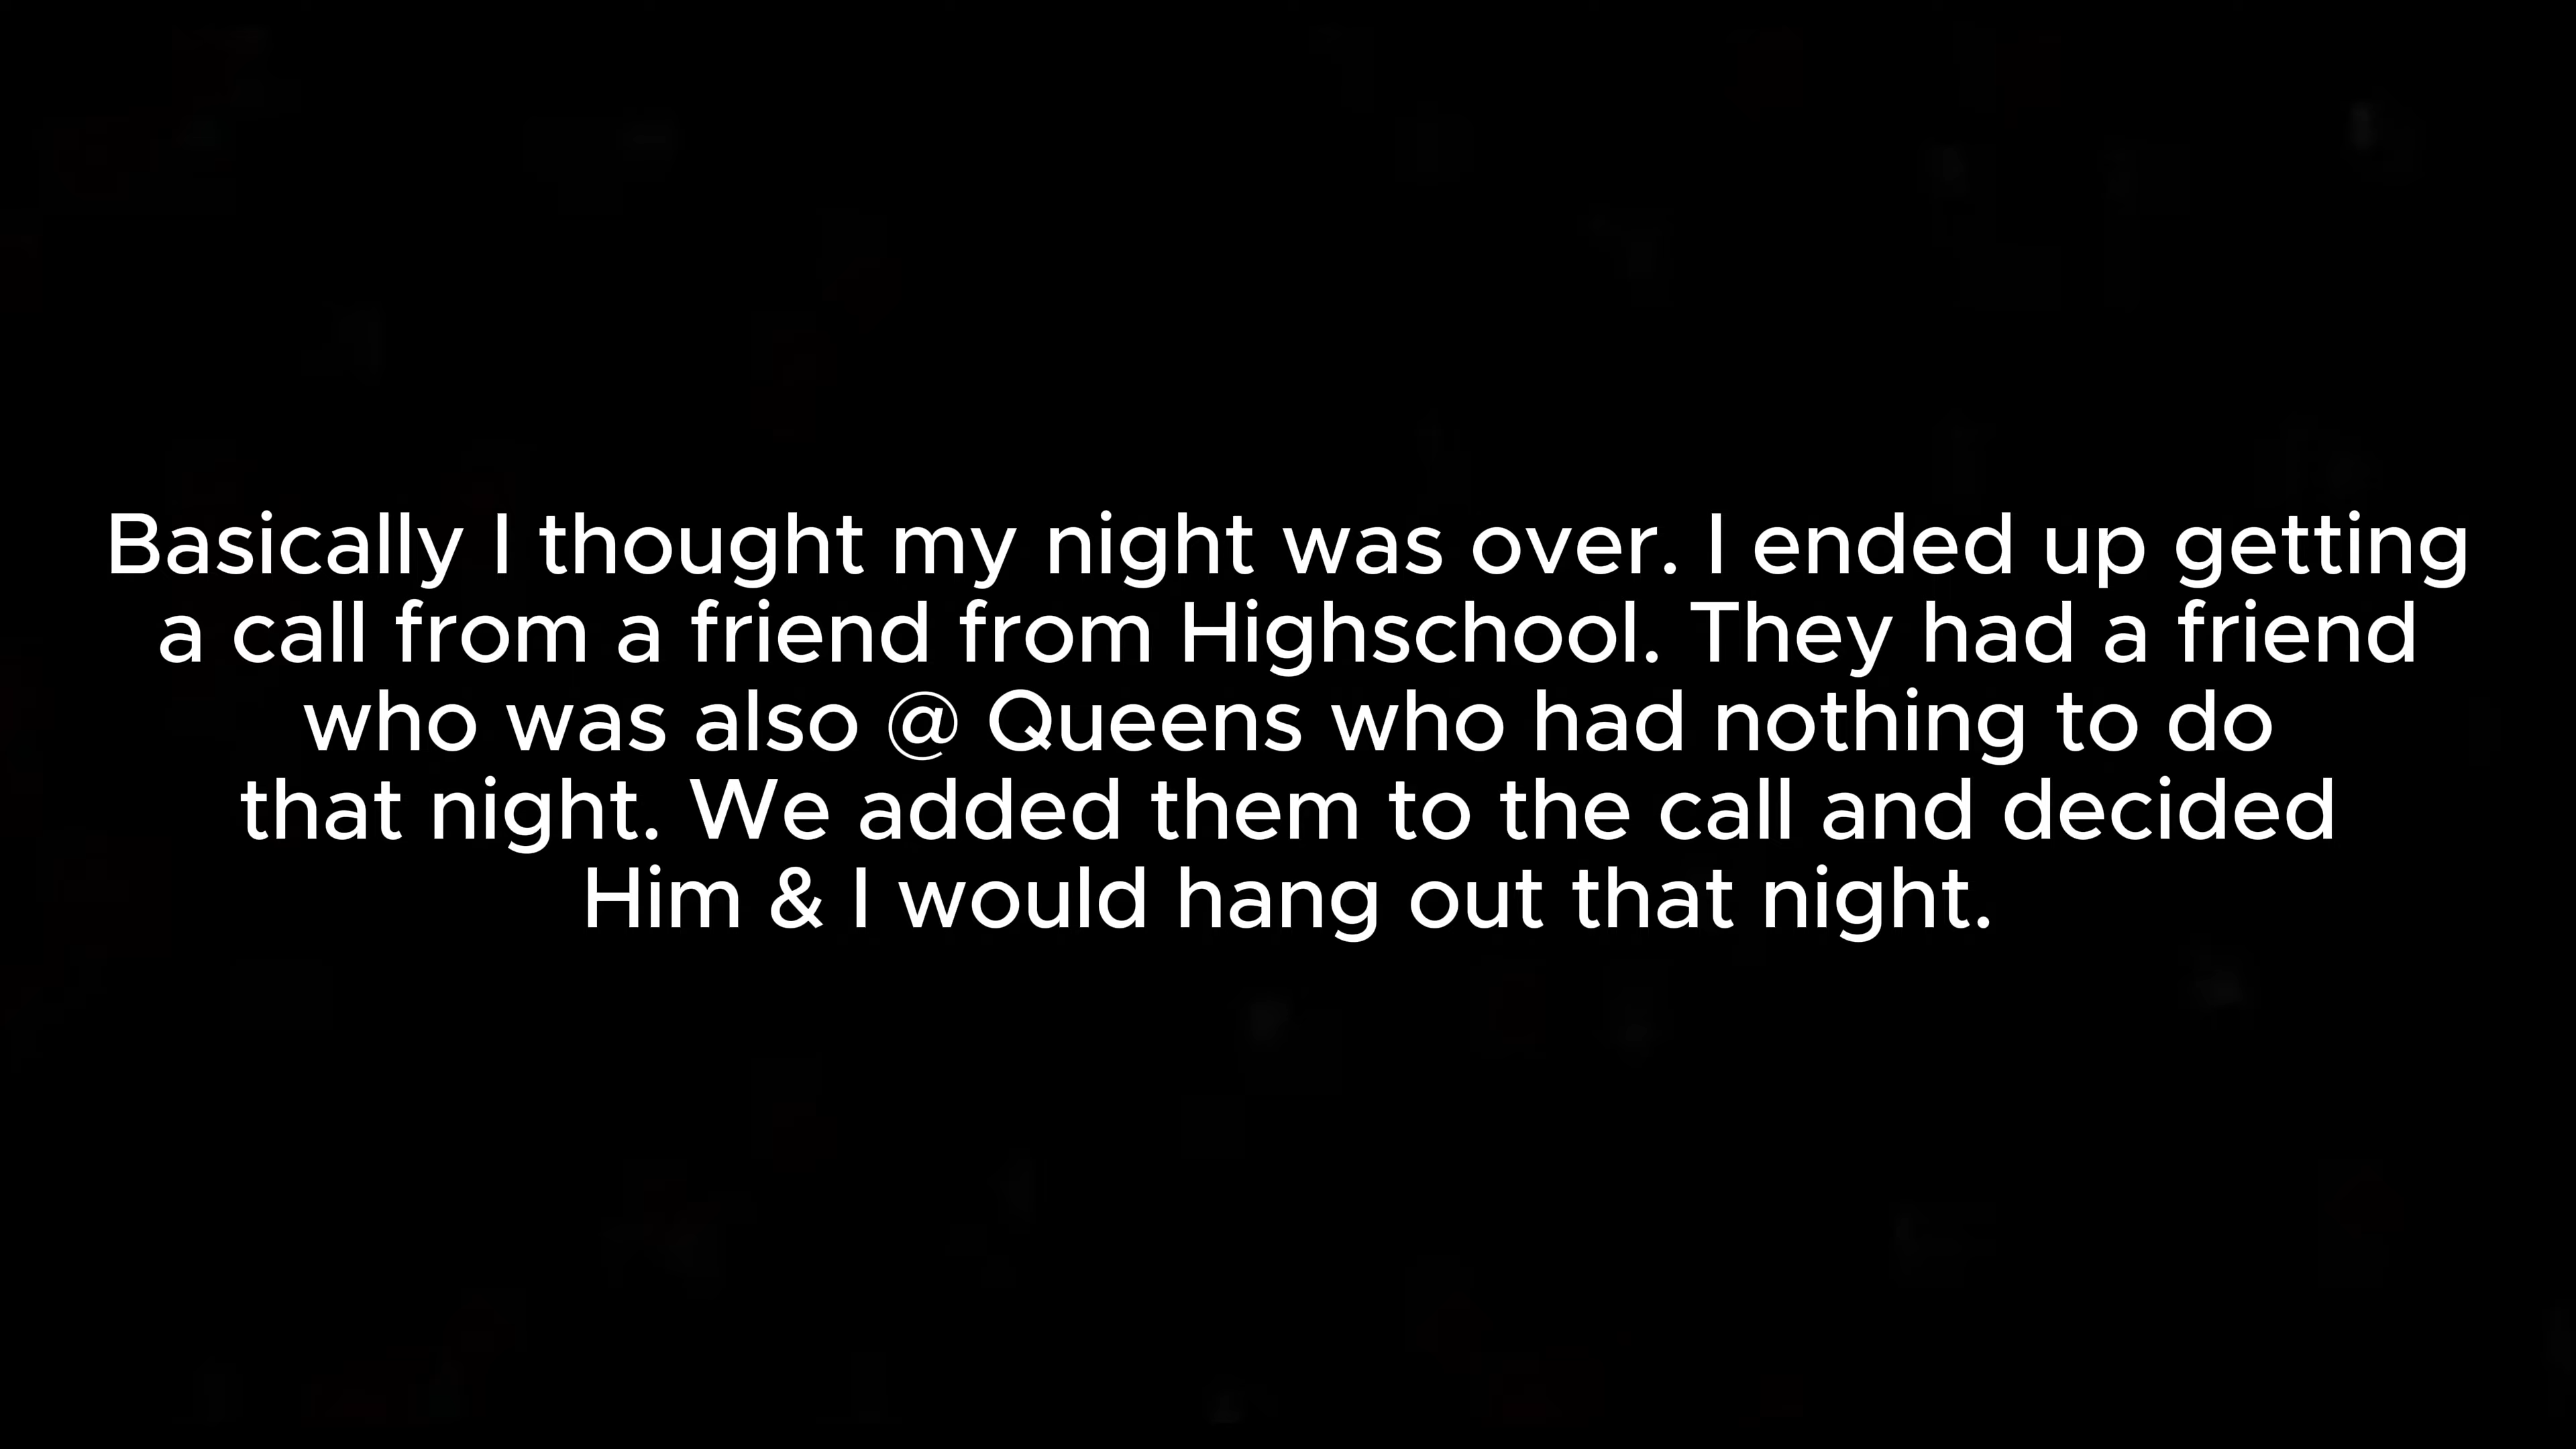 Basically I thought my night was over. I ended up getting
a call from a friend from Highschool. They had a friend
who was also @ Queens who had nothing to do
that night. We added them to the call and decided
Him & I would hang out that night.